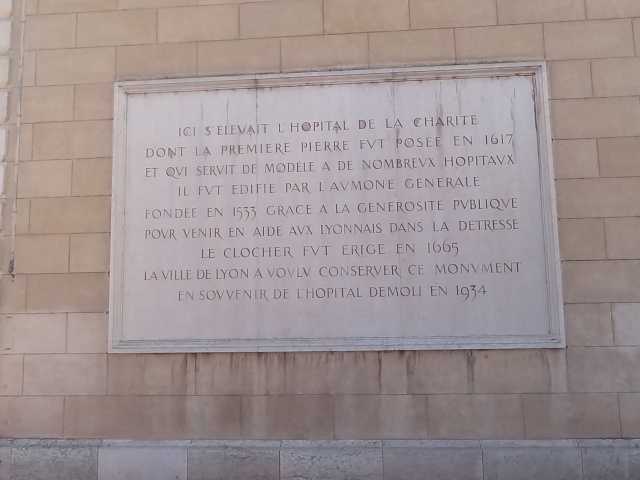 ICI S'ELEVAIT L'HOPITAL DE LA CHARITE
DONT LA PREMIERE PIERRE FVT POSEE EN 1617
ET QVI SERVIT DE MODELE A DE NOMBREVX HOPITAVX
IL FVT EDIFIE PAR L'AVMONE GENERALE
FONDEE EN 1533 GRACE A LA GENEROSITE PVBLIQVE
POVR VENIR EN AIDE AVX LYONNAIS DANS LA DETRESSE
LE CLOCHER FVT ERIGE EN 1665
LA VILLE DE LYON A VOVLV CONSERVER CE MONVMENT
EN SOVVENIR DE L'HOPITAL DEMOLI EN 1934